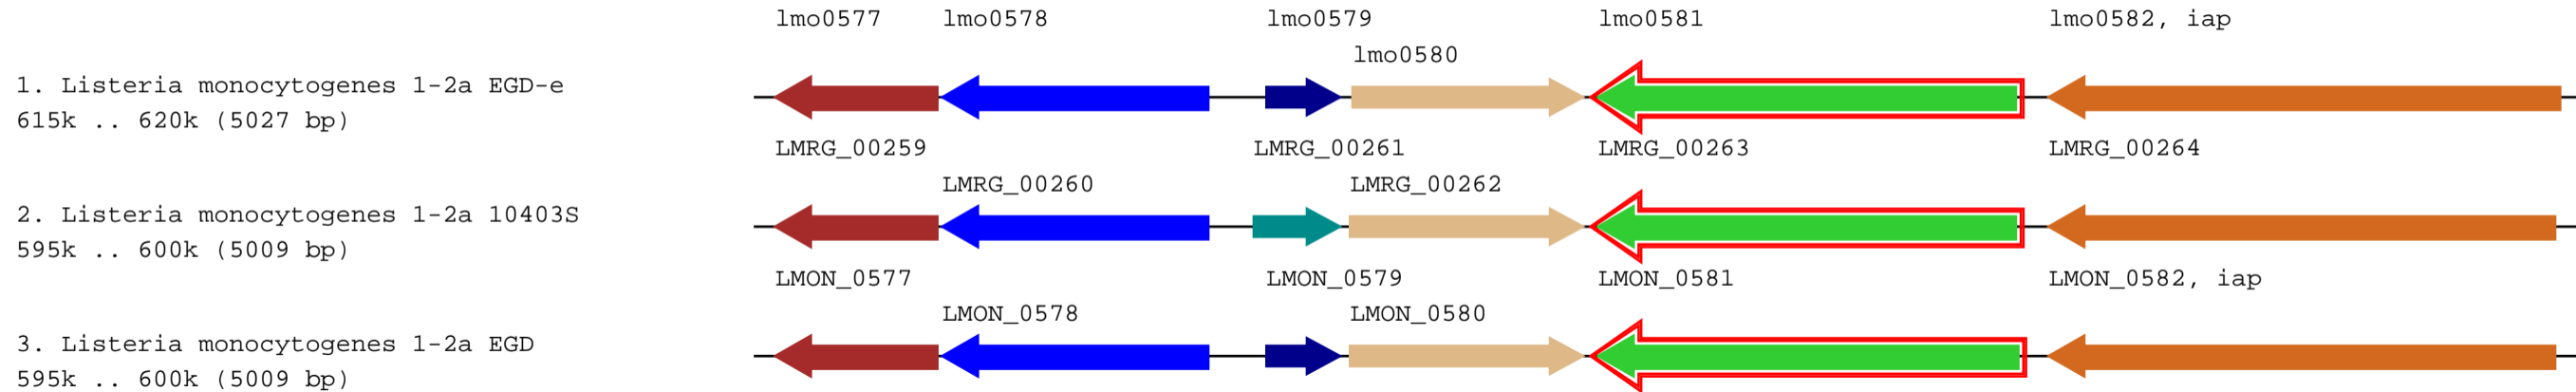 lmo0577 lmo0578 lmo0579 lmo0581 lmo0582, iap
lmo0580
1. Listeria monocytogenes 1-2a EGD-e
615k .. 620k (5027 bp)
LMRG_00259 LMRG_00261 LMRG_00263 LMRG_00264
LMRG_00260 LMRG_00262
2. Listeria monocytogenes 1-2a 10403S
595k .. 600k (5009 bp)
LMON_0577 LMON_0579 LMON_0581 LMON_0582, iap
LMON_0578 LMON_0580
3. Listeria monocytogenes 1-2a EGD
595k .. 600k (5009 bp)